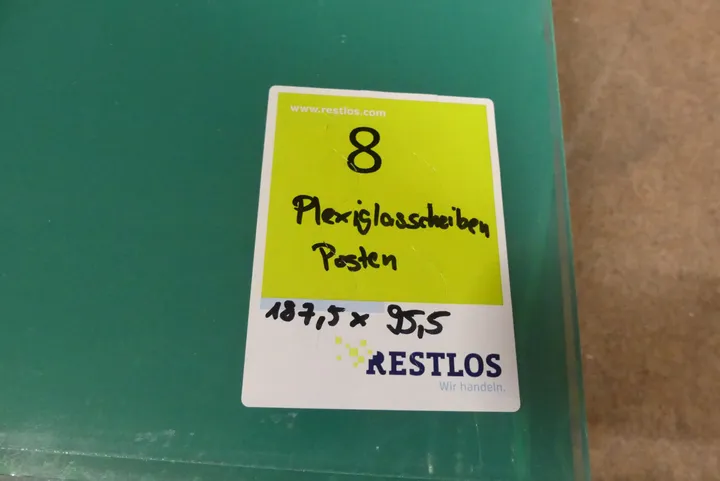 www.restlos.com
8
Plexiglasscheiben
Posten
187,5 x 95,5
RESTLOS
Wir handeln.